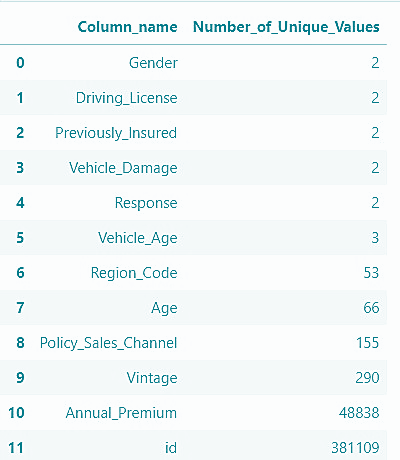 Column_name Number_of_Unique_Values
0 Gender 2
1 Driving_License 2
2 Previously_Insured 2
3 Vehicle_Damage 2
4 Response 2
5 Vehicle_Age 3
6 Region_Code 53
7 Age 66
8 Policy_Sales_Channel 155
9 Vintage 290
10 Annual_Premium 48838
11 id 381109